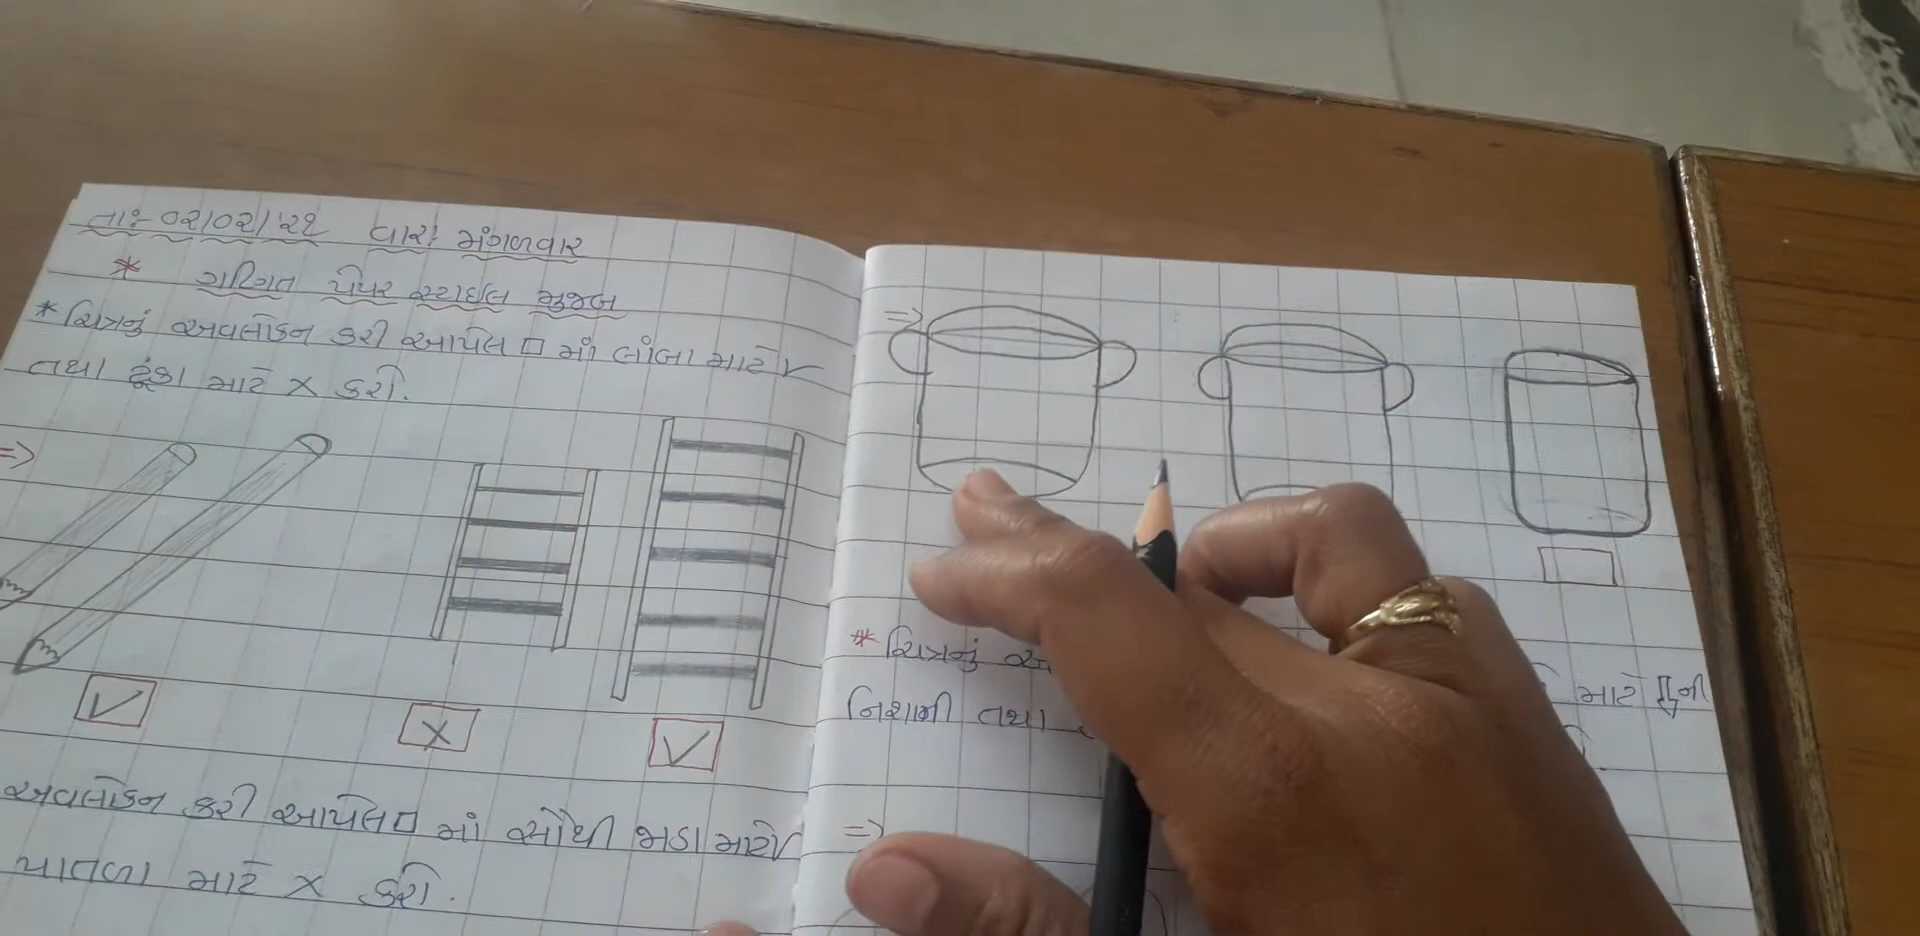 તાઃ- ૦૨/૦૨/'૨૧ વારઃ મંગળવાર
* ગણિત પેપર સ્ટાઇલ મુજબ
* ચિત્રનું અવલોકન કરી આપેલ □ માં લાંબા માટે ✓
તથા ટૂંકા માટે × કરો.
અવલોકન કરી આપેલ □ માં સૌથી જાડા માટે ✓
પાતળા માટે × કરો.
* ચિત્રનું
માટે
નિશાની તથા